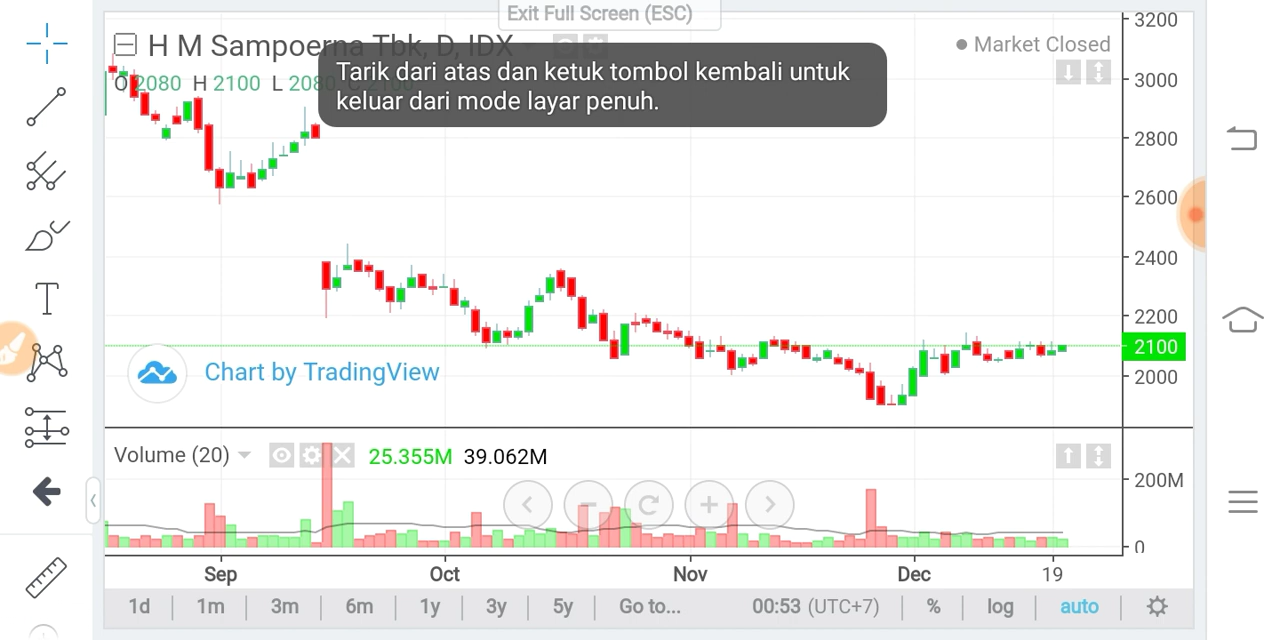 Exit Full Screen (ESC)
H M Sampoerna Tbk, D, IDX
Market Closed
O 2080 H 2100 L 2080 C 2100
Tarik dari atas dan ketuk tombol kembali untuk
keluar dari mode layar penuh.
3200
3000
2800
2600
2400
2200
2100
2000
Chart by TradingView
Volume (20) 25.355M 39.062M
200M
0
Sep Oct Nov Dec 19
1d 1m 3m 6m 1y 3y 5y Go to... 00:53 (UTC+7) % log auto
T